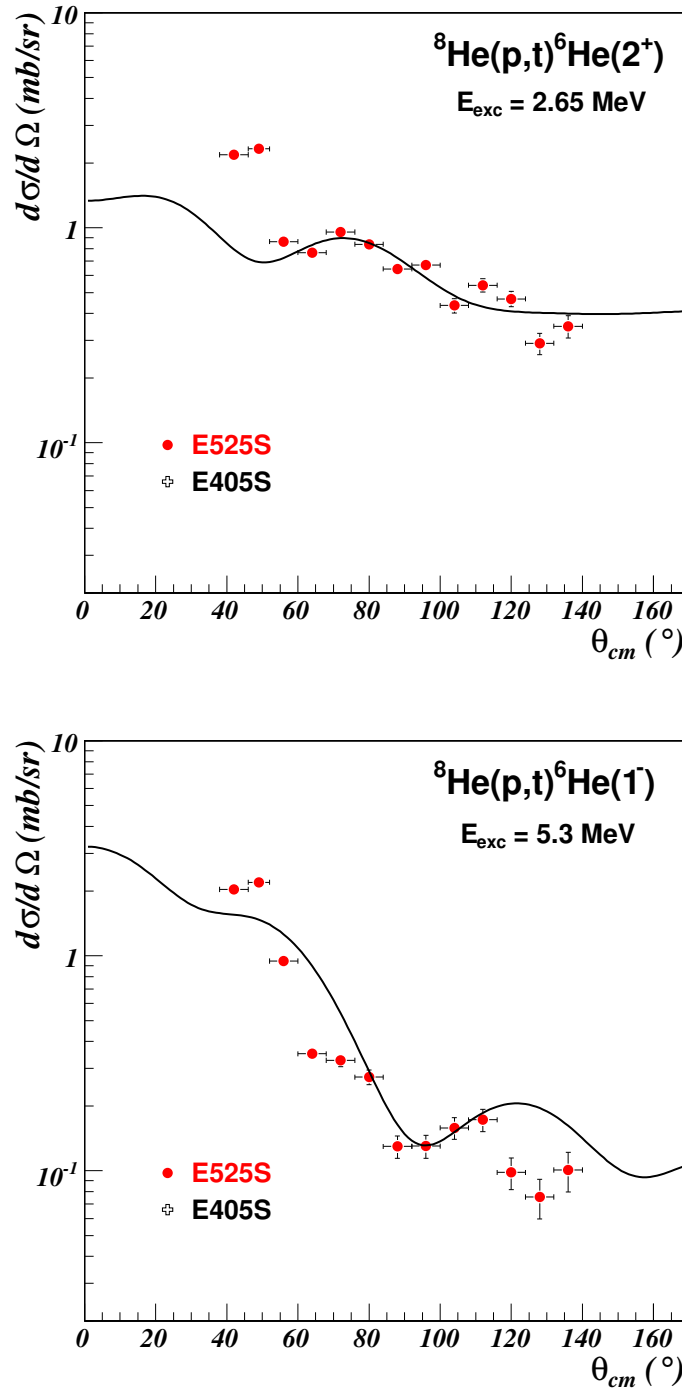 10
⁸He(p,t)⁶He(2⁺)
E_exc = 2.65 MeV
dσ/d Ω (mb/sr)
1
10⁻¹
E525S
E405S
0 20 40 60 80 100 120 140 160
θ_cm (°)
10
⁸He(p,t)⁶He(1⁻)
E_exc = 5.3 MeV
dσ/d Ω (mb/sr)
1
10⁻¹
E525S
E405S
0 20 40 60 80 100 120 140 160
θ_cm (°)